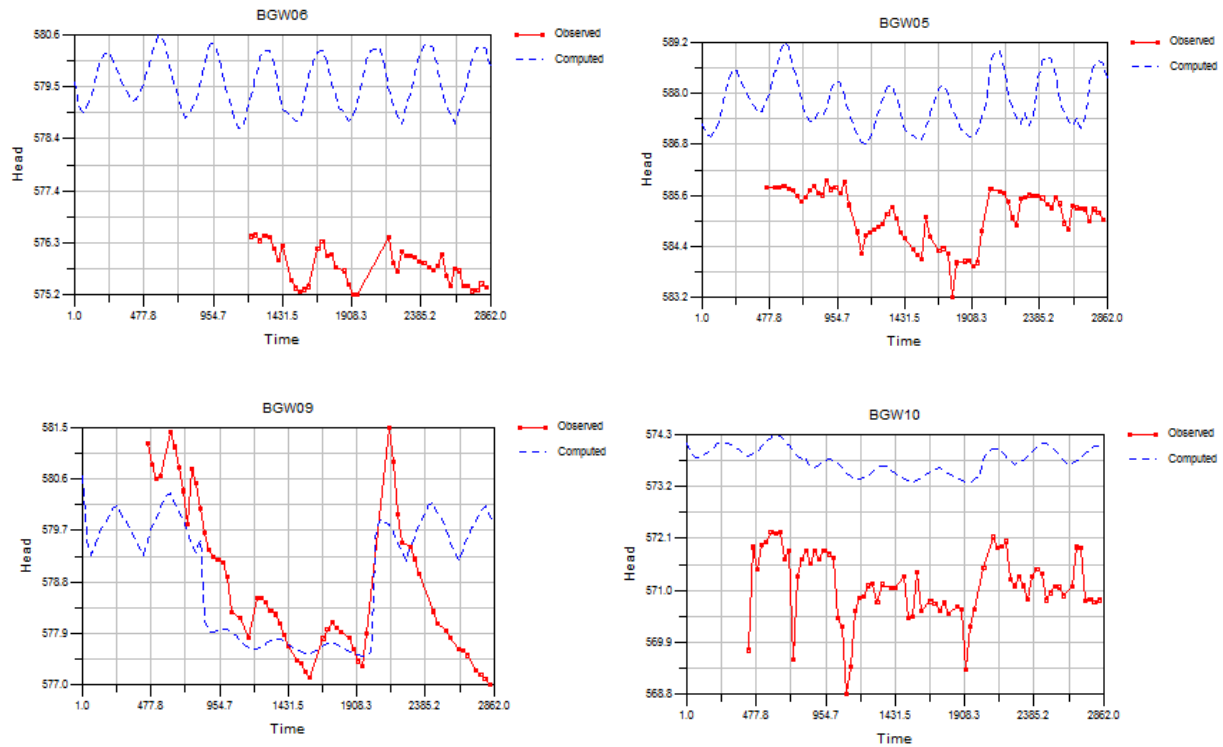 BGW06
580.6
579.5
578.4
577.4
576.3
575.2
Head
1.0 477.8 954.7 1431.5 1908.3 2385.2 2862.0
Time
Observed
Computed
BGW05
589.2
588.0
586.8
585.6
584.4
583.2
Head
1.0 477.8 954.7 1431.5 1908.3 2385.2 2862.0
Time
Observed
Computed
BGW09
581.5
580.6
579.7
578.8
577.9
577.0
Head
1.0 477.8 954.7 1431.5 1908.3 2385.2 2862.0
Time
Observed
Computed
BGW10
574.3
573.2
572.1
571.0
569.9
568.8
Head
1.0 477.8 954.7 1431.5 1908.3 2385.2 2862.0
Time
Observed
Computed